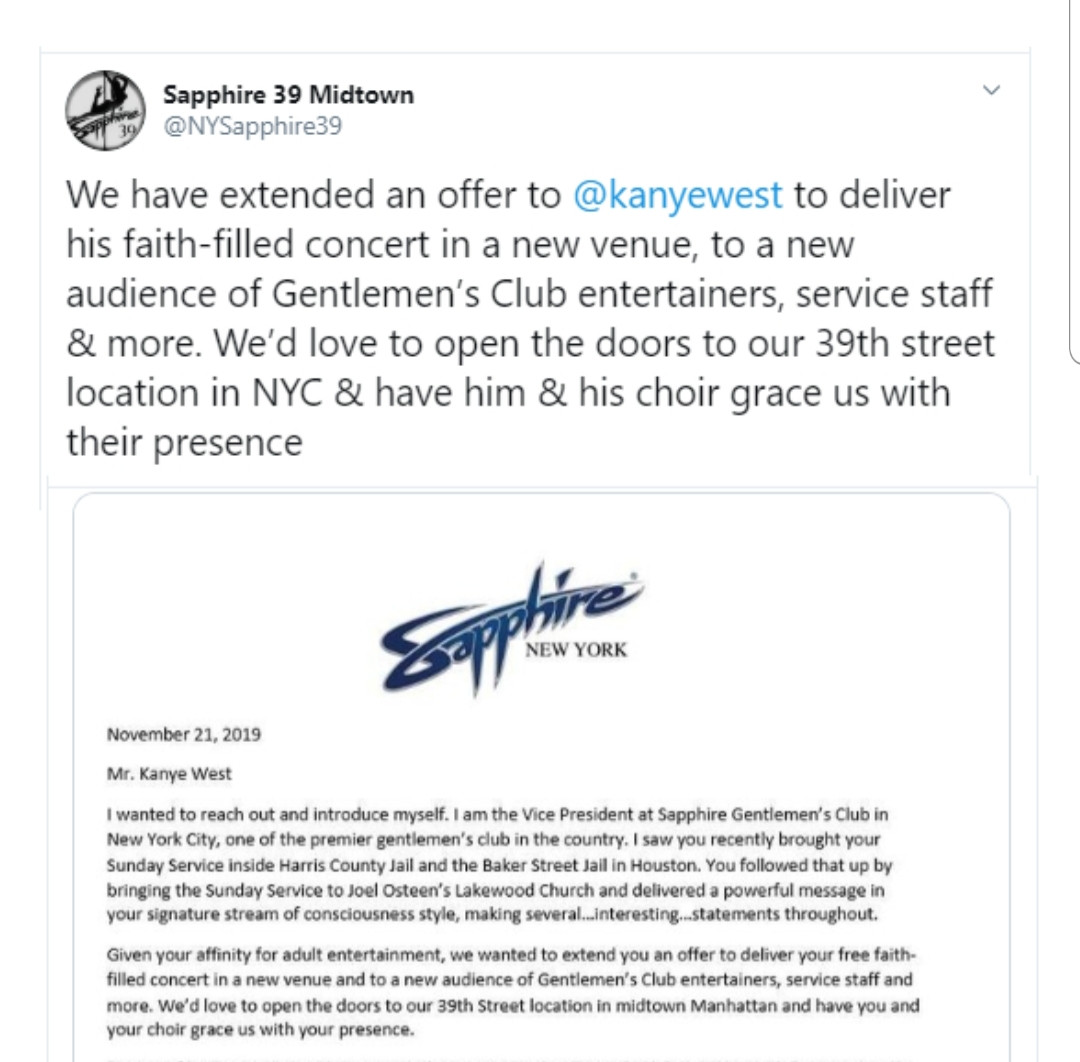 Sapphire 39 Midtown
@NYSapphire39
Sapphire
39
We have extended an offer to @kanyewest to deliver
his faith-filled concert in a new venue, to a new
audience of Gentlemen's Club entertainers, service staff
& more. We'd love to open the doors to our 39th street
location in NYC & have him & his choir grace us with
their presence
Sapphire®
NEW YORK
November 21, 2019
Mr. Kanye West
I wanted to reach out and introduce myself. I am the Vice President at Sapphire Gentlemen's Club in
New York City, one of the premier gentlemen's club in the country. I saw you recently brought your
Sunday Service inside Harris County Jail and the Baker Street Jail in Houston. You followed that up by
bringing the Sunday Service to Joel Osteen's Lakewood Church and delivered a powerful message in
your signature stream of consciousness style, making several...interesting...statements throughout.
Given your affinity for adult entertainment, we wanted to extend you an offer to deliver your free faith-
filled concert in a new venue and to a new audience of Gentlemen's Club entertainers, service staff and
more. We'd love to open the doors to our 39th Street location in midtown Manhattan and have you and
your choir grace us with your presence.